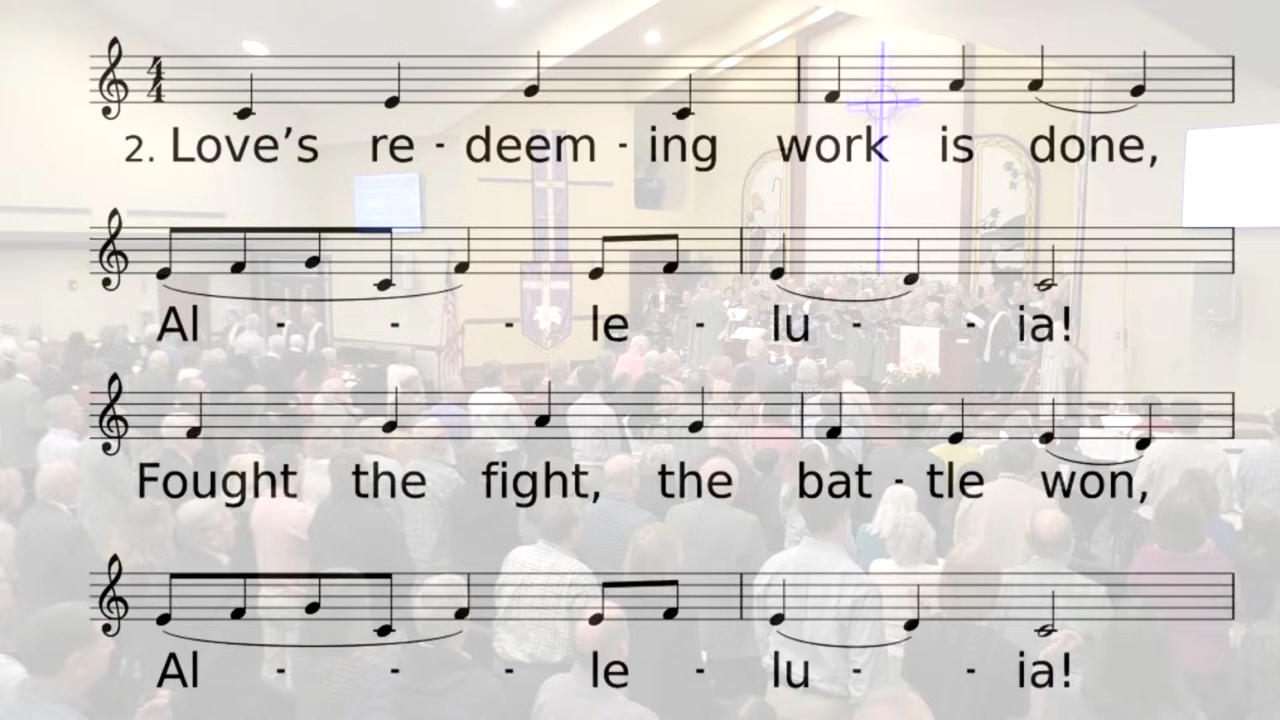 2. Love’s re - deem - ing work is done,
Al - - - le - lu - - ia!
Fought the fight, the bat - tle won,
Al - - - le - lu - - ia!